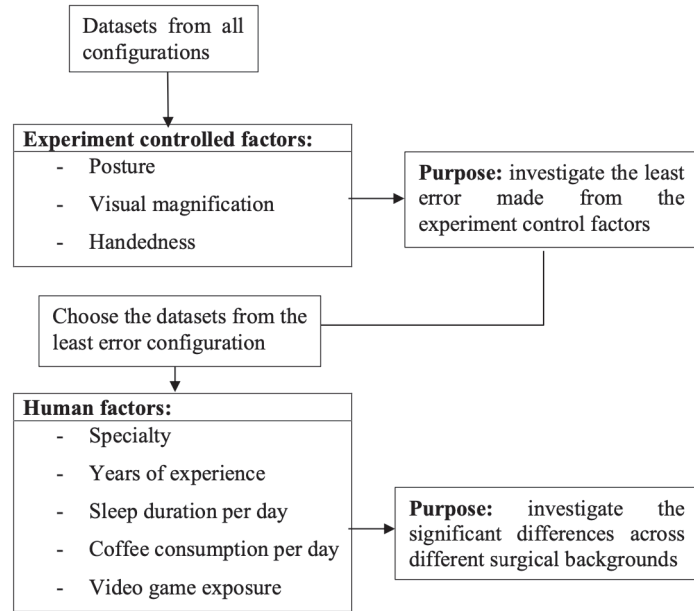 Datasets from all
configurations
Experiment controlled factors:
- Posture
- Visual magnification
- Handedness
Purpose: investigate the least
error made from the
experiment control factors
Choose the datasets from the
least error configuration
Human factors:
- Specialty
- Years of experience
- Sleep duration per day
- Coffee consumption per day
- Video game exposure
Purpose: investigate the
significant differences across
different surgical backgrounds